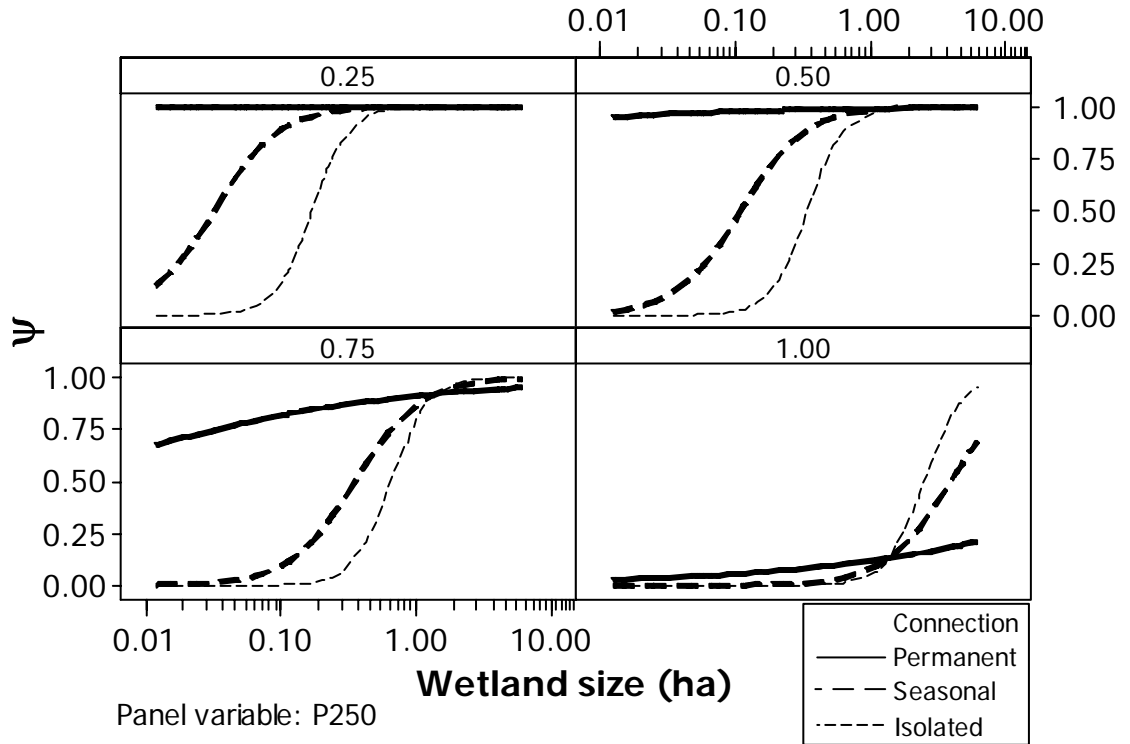 0.01 0.10 1.00 10.00
0.25 0.50
1.00
0.75
0.50
0.25
0.00
ψ
0.75 1.00
1.00
0.75
0.50
0.25
0.00
0.01 0.10 1.00 10.00
Wetland size (ha)
Panel variable: P250
Connection
Permanent
Seasonal
Isolated